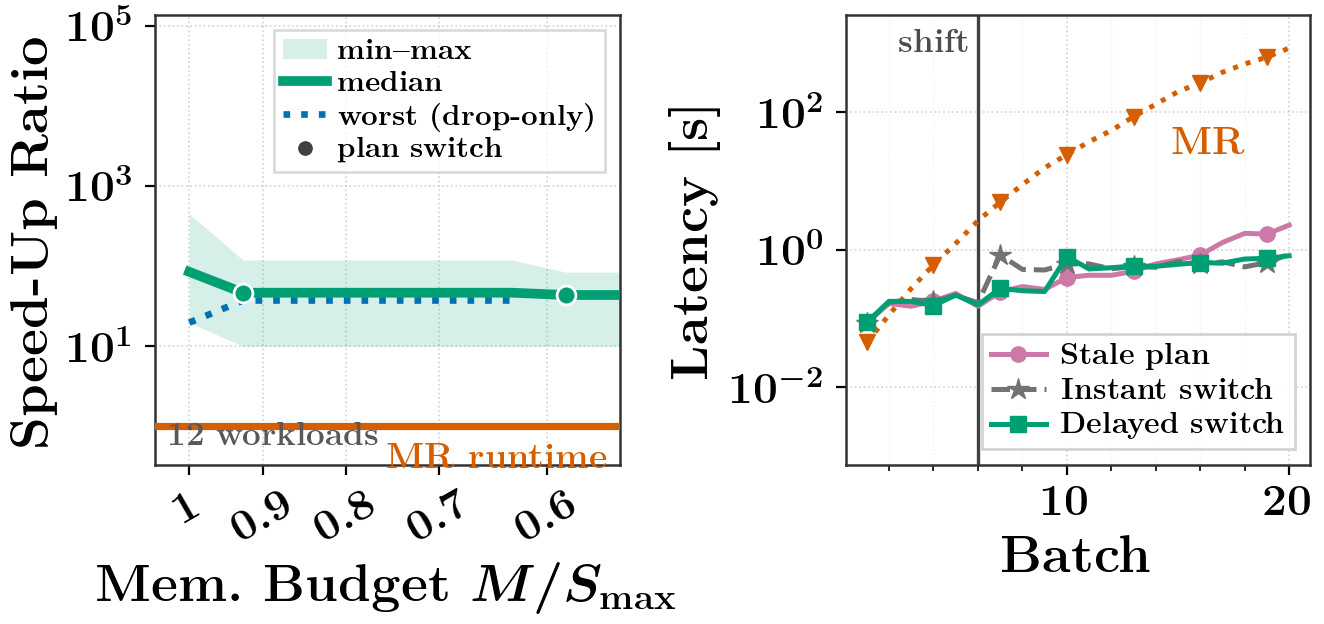 Speed-Up Ratio
10^5
10^3
10^1
min–max
median
worst (drop-only)
plan switch
12 workloads
MR runtime
1
0.9
0.8
0.7
0.6
Mem. Budget M/S_max
Latency [s]
10^2
10^0
10^−2
shift
MR
Stale plan
Instant switch
Delayed switch
10
20
Batch